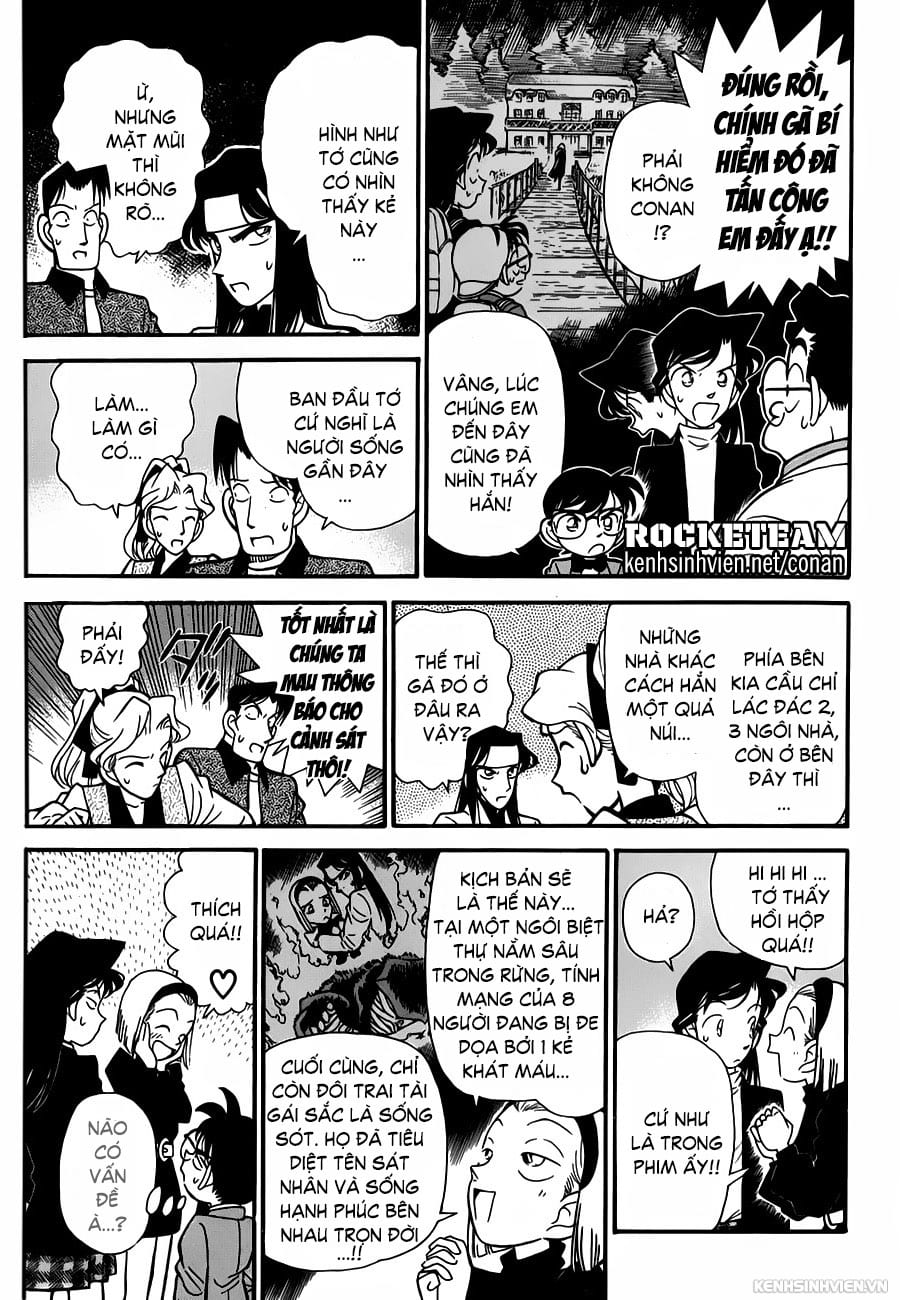 ĐÚNG RỒI,
CHÍNH GÃ BÍ
HIỂM ĐÓ ĐÃ
TẤN CÔNG
EM ĐẤY Ạ!!
PHẢI
KHÔNG
CONAN
!?
VÂNG, LÚC
CHÚNG EM
ĐẾN ĐÂY
CŨNG ĐÃ
NHÌN THẤY
HẮN!
ROCKETEAM
kenhsinhvien.net/conan
HÌNH NHƯ
TỚ CŨNG
CÓ NHÌN
THẤY KẺ
NÀY
...
Ừ,
NHƯNG
MẶT MŨI
THÌ
KHÔNG
RÕ...
BAN ĐẦU TỚ
CỨ NGHĨ LÀ
NGƯỜI SỐNG
GẦN ĐÂY
...
LÀM...
LÀM GÌ
CÓ...
PHÍA BÊN
KIA CẦU CHỈ
LÁC ĐÁC 2,
3 NGÔI NHÀ,
CÒN Ở BÊN
ĐÂY THÌ
...
NHỮNG
NHÀ KHÁC
CÁCH HẲN
MỘT QUẢ
NÚI...
THẾ THÌ
GÃ ĐÓ Ở
ĐÂU RA
VẬY?
TỐT NHẤT LÀ
CHÚNG TA
MAU THÔNG
BÁO CHO
CẢNH SÁT
THÔI!
PHẢI
ĐẤY!
HI HI HI ...
TỚ THẤY
HỒI HỘP
QUÁ!!
HẢ?
CỨ NHƯ
LÀ TRONG
PHIM ẤY!!
KỊCH BẢN SẼ
LÀ THẾ NÀY...
TẠI MỘT NGÔI BIỆT
THỰ NẰM SÂU
TRONG RỪNG, TÍNH
MẠNG CỦA 8
NGƯỜI ĐANG BỊ ĐE
DỌA BỞI 1 KẺ
KHÁT MÁU...
CUỐI CÙNG, CHỈ
CÒN ĐÔI TRAI TÀI
GÁI SẮC LÀ SỐNG
SÓT. HỌ ĐÃ TIÊU
DIỆT TÊN SÁT
NHÂN VÀ SỐNG
HẠNH PHÚC BÊN
NHAU TRỌN ĐỜI
...!!
THÍCH
QUÁ!!
♡
NÃO
CÓ
VẤN
ĐỀ
À...?
KENHSINHVIEN.VN